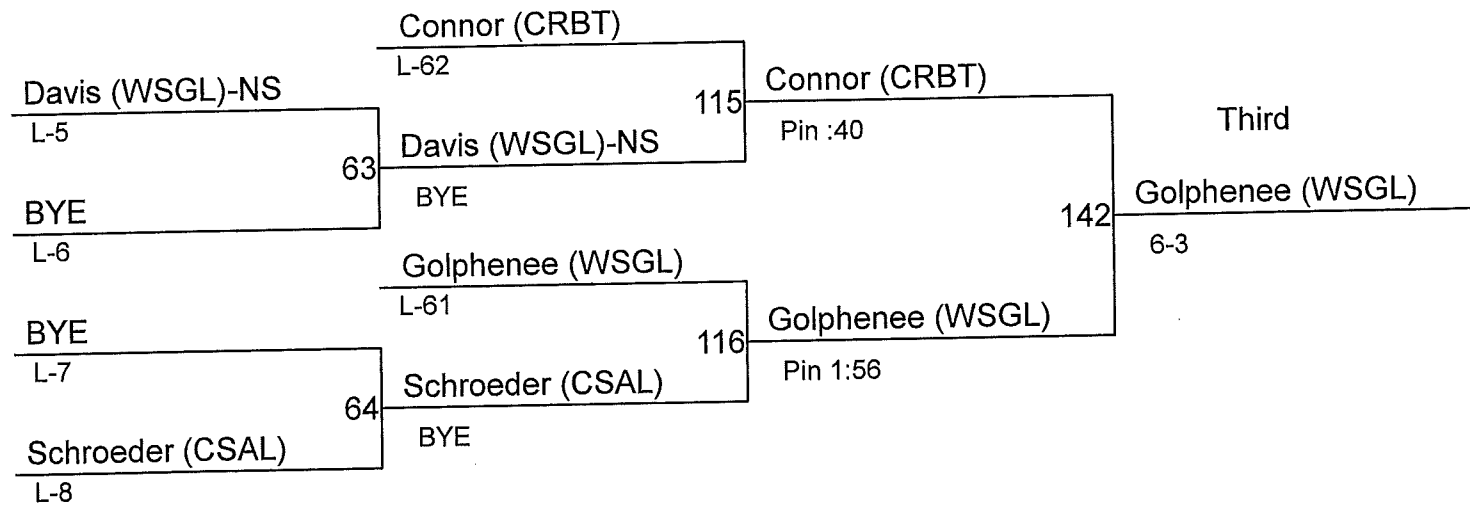 Connor (CRBT)
L-62
Davis (WSGL)-NS
L-5
115
Connor (CRBT)
Pin :40
Third
63
Davis (WSGL)-NS
BYE
BYE
L-6
142
Golphenee (WSGL)
6-3
Golphenee (WSGL)
L-61
BYE
L-7
116
Golphenee (WSGL)
Pin 1:56
64
Schroeder (CSAL)
BYE
Schroeder (CSAL)
L-8